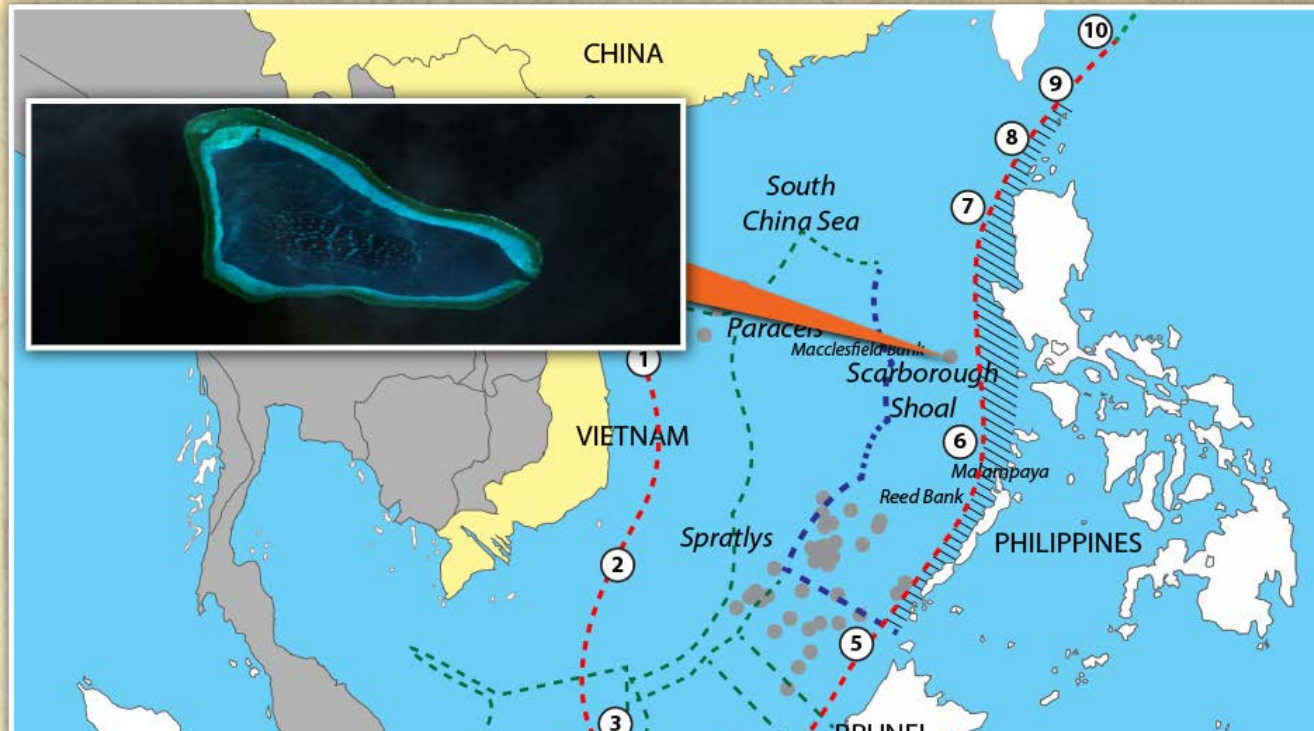 CHINA
10
9
8
7
South
China Sea
Paracels
Macclesfield Bank
1
Scarborough
Shoal
VIETNAM
6
Malampaya
Reed Bank
Spratlys
PHILIPPINES
2
5
3
BRUNEI